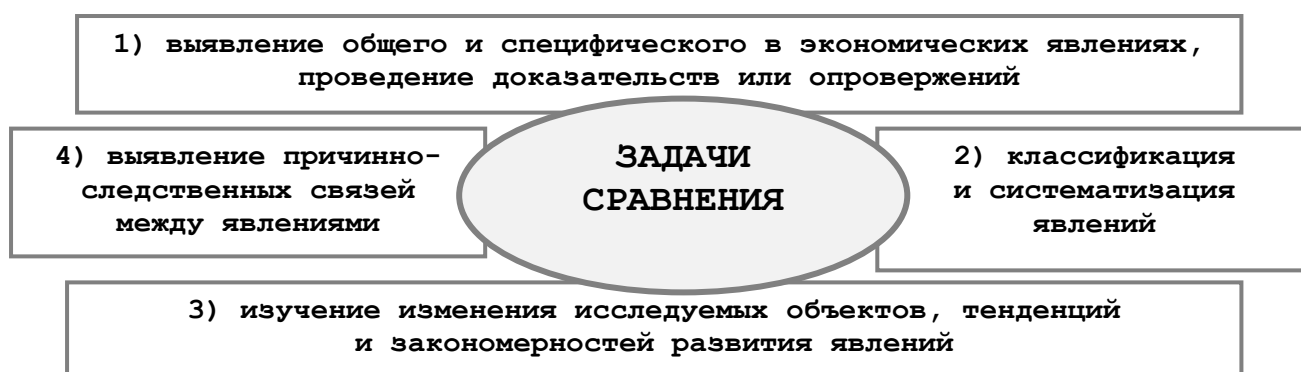 1) выявление общего и специфического в экономических явлениях,
проведение доказательств или опровержений
4) выявление причинно-
следственных связей
между явлениями
ЗАДАЧИ
СРАВНЕНИЯ
2) классификация
и систематизация
явлений
3) изучение изменения исследуемых объектов, тенденций
и закономерностей развития явлений